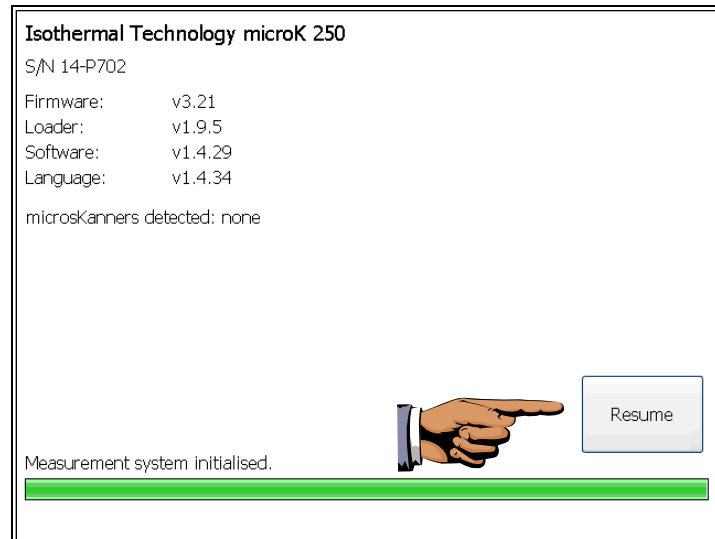 Isothermal Technology microK 250
S/N 14-P702
Firmware: v3.21
Loader: v1.9.5
Software: v1.4.29
Language: v1.4.34
microsKanners detected: none
Resume
Measurement system initialised.